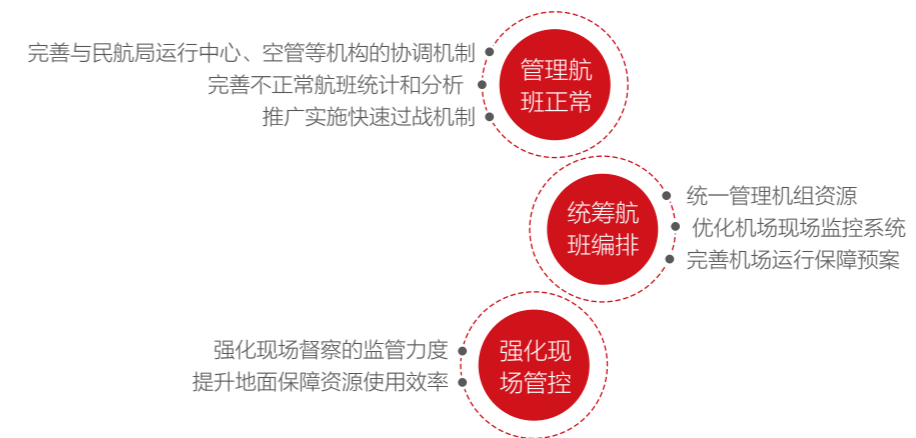 完善与民航局运行中心、空管等机构的协调机制
完善不正常航班统计和分析
推广实施快速过战机制
管理航
班正常
统筹航
班编排
统一管理机组资源
优化机场现场监控系统
完善机场运行保障预案
强化现场督察的监管力度
提升地面保障资源使用效率
强化现
场管控